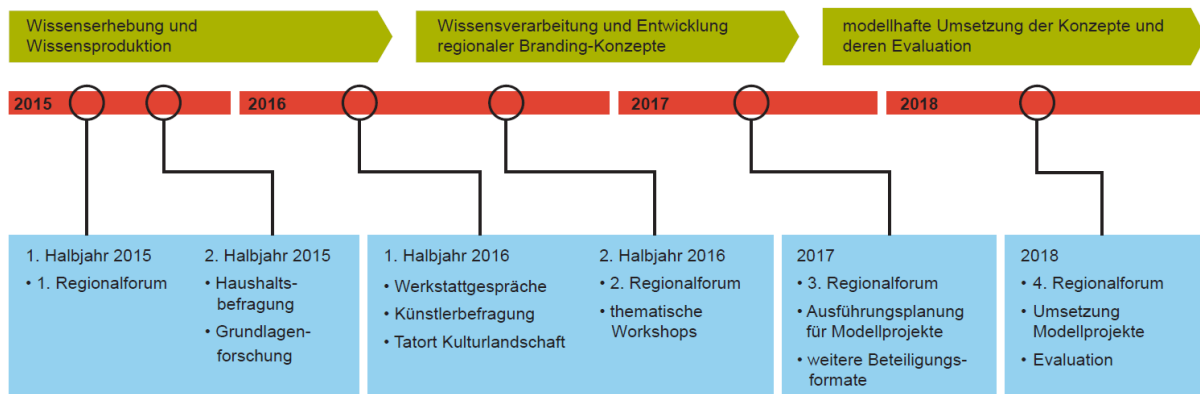 Wissenserhebung und
Wissensproduktion
Wissensverarbeitung und Entwicklung
regionaler Branding-Konzepte
modellhafte Umsetzung der Konzepte und
deren Evaluation
2015
2016
2017
2018
1. Halbjahr 2015
• 1. Regionalforum
2. Halbjahr 2015
• Haushalts-
befragung
• Grundlagen-
forschung
1. Halbjahr 2016
• Werkstattgespräche
• Künstlerbefragung
• Tatort Kulturlandschaft
2. Halbjahr 2016
• 2. Regionalforum
• thematische
Workshops
2017
• 3. Regionalforum
• Ausführungsplanung
für Modellprojekte
• weitere Beteiligungs-
formate
2018
• 4. Regionalforum
• Umsetzung
Modellprojekte
• Evaluation